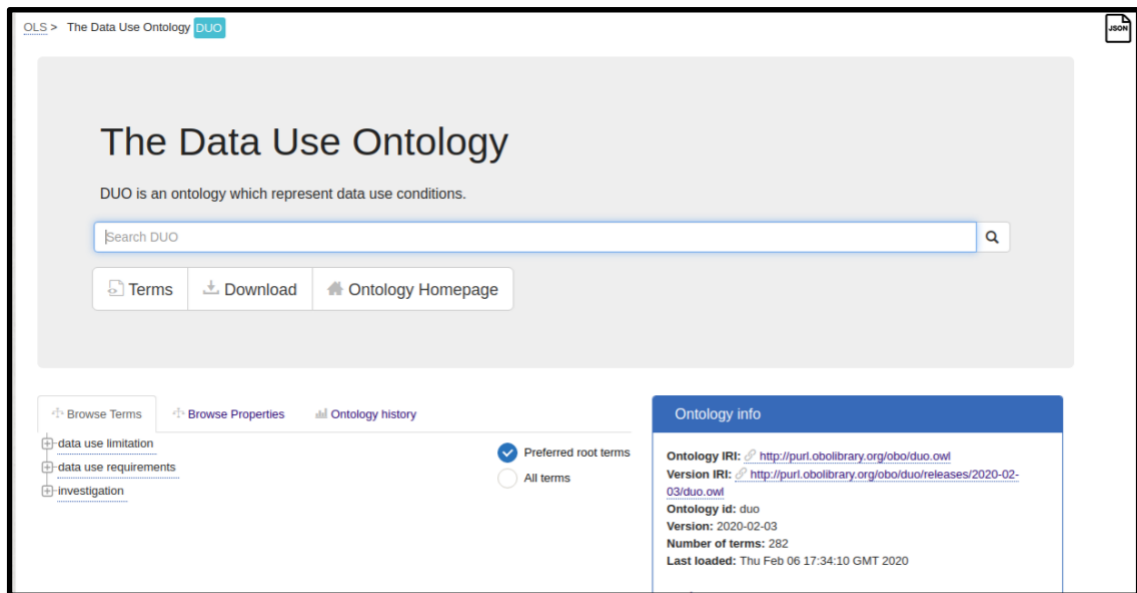 OLS > The Data Use Ontology DUO
JSON
The Data Use Ontology
DUO is an ontology which represent data use conditions.
Search DUO
Terms Download Ontology Homepage
Browse Terms Browse Properties Ontology history
data use limitation
data use requirements
investigation
Preferred root terms
All terms
Ontology info
Ontology IRI: http://purl.obolibrary.org/obo/duo.owl
Version IRI: http://purl.obolibrary.org/obo/duo/releases/2020-02-
03/duo.owl
Ontology id: duo
Version: 2020-02-03
Number of terms: 282
Last loaded: Thu Feb 06 17:34:10 GMT 2020